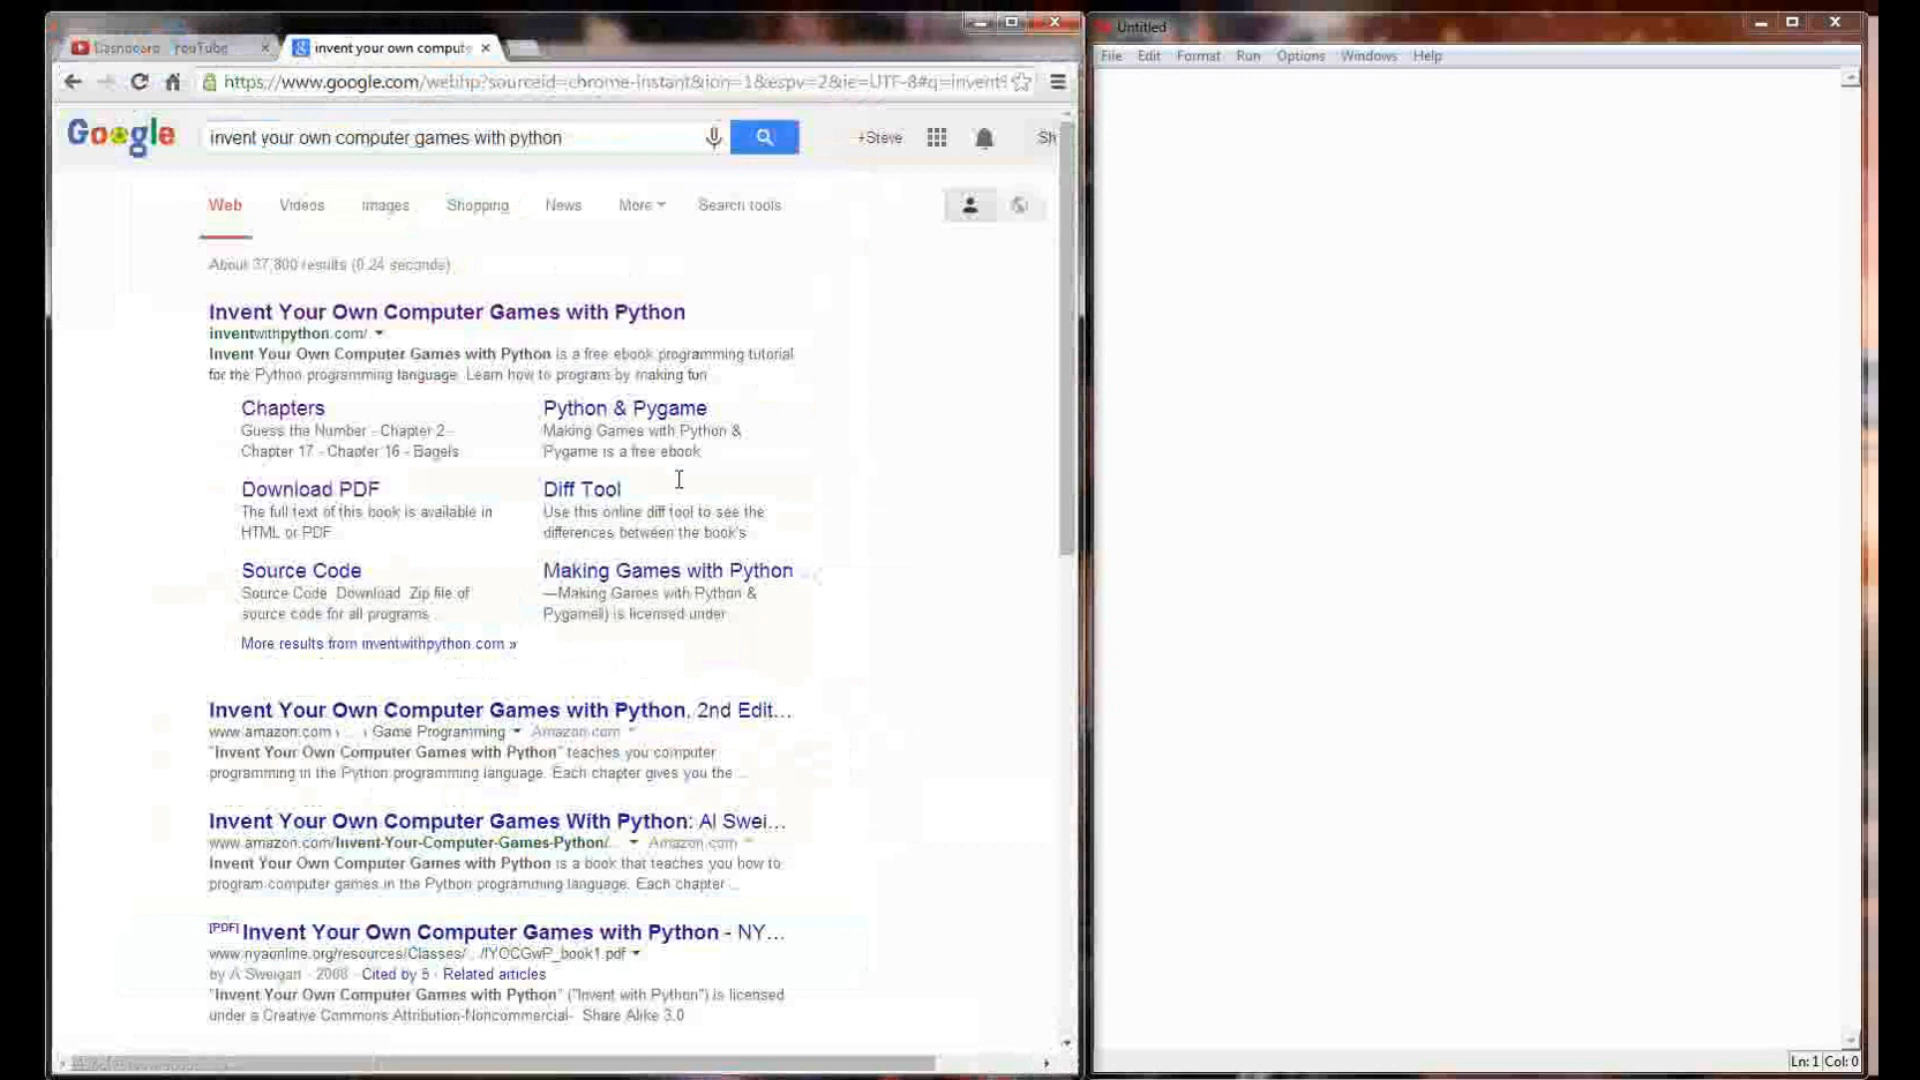 Dashboard YouTube
invent your own compute
https://www.google.com/webhp?sourceid=chrome-instant&ion=1&espv=2&ie=UTF-8#q=invent
Google
invent your own computer games with python
+Steve
Sh
Web Videos Images Shopping News More Search tools
About 37,800 results (0.24 seconds)
Invent Your Own Computer Games with Python
inventwithpython.com/
Invent Your Own Computer Games with Python is a free ebook programming tutorial
for the Python programming language. Learn how to program by making fun
Chapters
Guess the Number - Chapter 2 -
Chapter 17 - Chapter 16 - Bagels
Python & Pygame
Making Games with Python &
Pygame is a free ebook
Download PDF
The full text of this book is available in
HTML or PDF
Diff Tool
Use this online diff tool to see the
differences between the book's
Source Code
Source Code Download Zip file of
source code for all programs
Making Games with Python
—Making Games with Python &
Pygame‖) is licensed under
More results from inventwithpython.com »
Invent Your Own Computer Games with Python, 2nd Edit...
www.amazon.com › ... › Game Programming Amazon.com
"Invent Your Own Computer Games with Python" teaches you computer
programming in the Python programming language. Each chapter gives you the ...
Invent Your Own Computer Games With Python: Al Swei...
www.amazon.com/Invent-Your-Computer-Games-Python/... Amazon.com
Invent Your Own Computer Games with Python is a book that teaches you how to
program computer games in the Python programming language. Each chapter ...
[PDF] Invent Your Own Computer Games with Python - NY...
www.nyaonline.org/resources/Classes/.../IYOCGwP_book1.pdf
by A Sweigart - 2008 - Cited by 5 - Related articles
"Invent Your Own Computer Games with Python" ("Invent with Python") is licensed
under a Creative Commons Attribution-Noncommercial- Share Alike 3.0
Untitled
File Edit Format Run Options Windows Help
Ln: 1 Col: 0